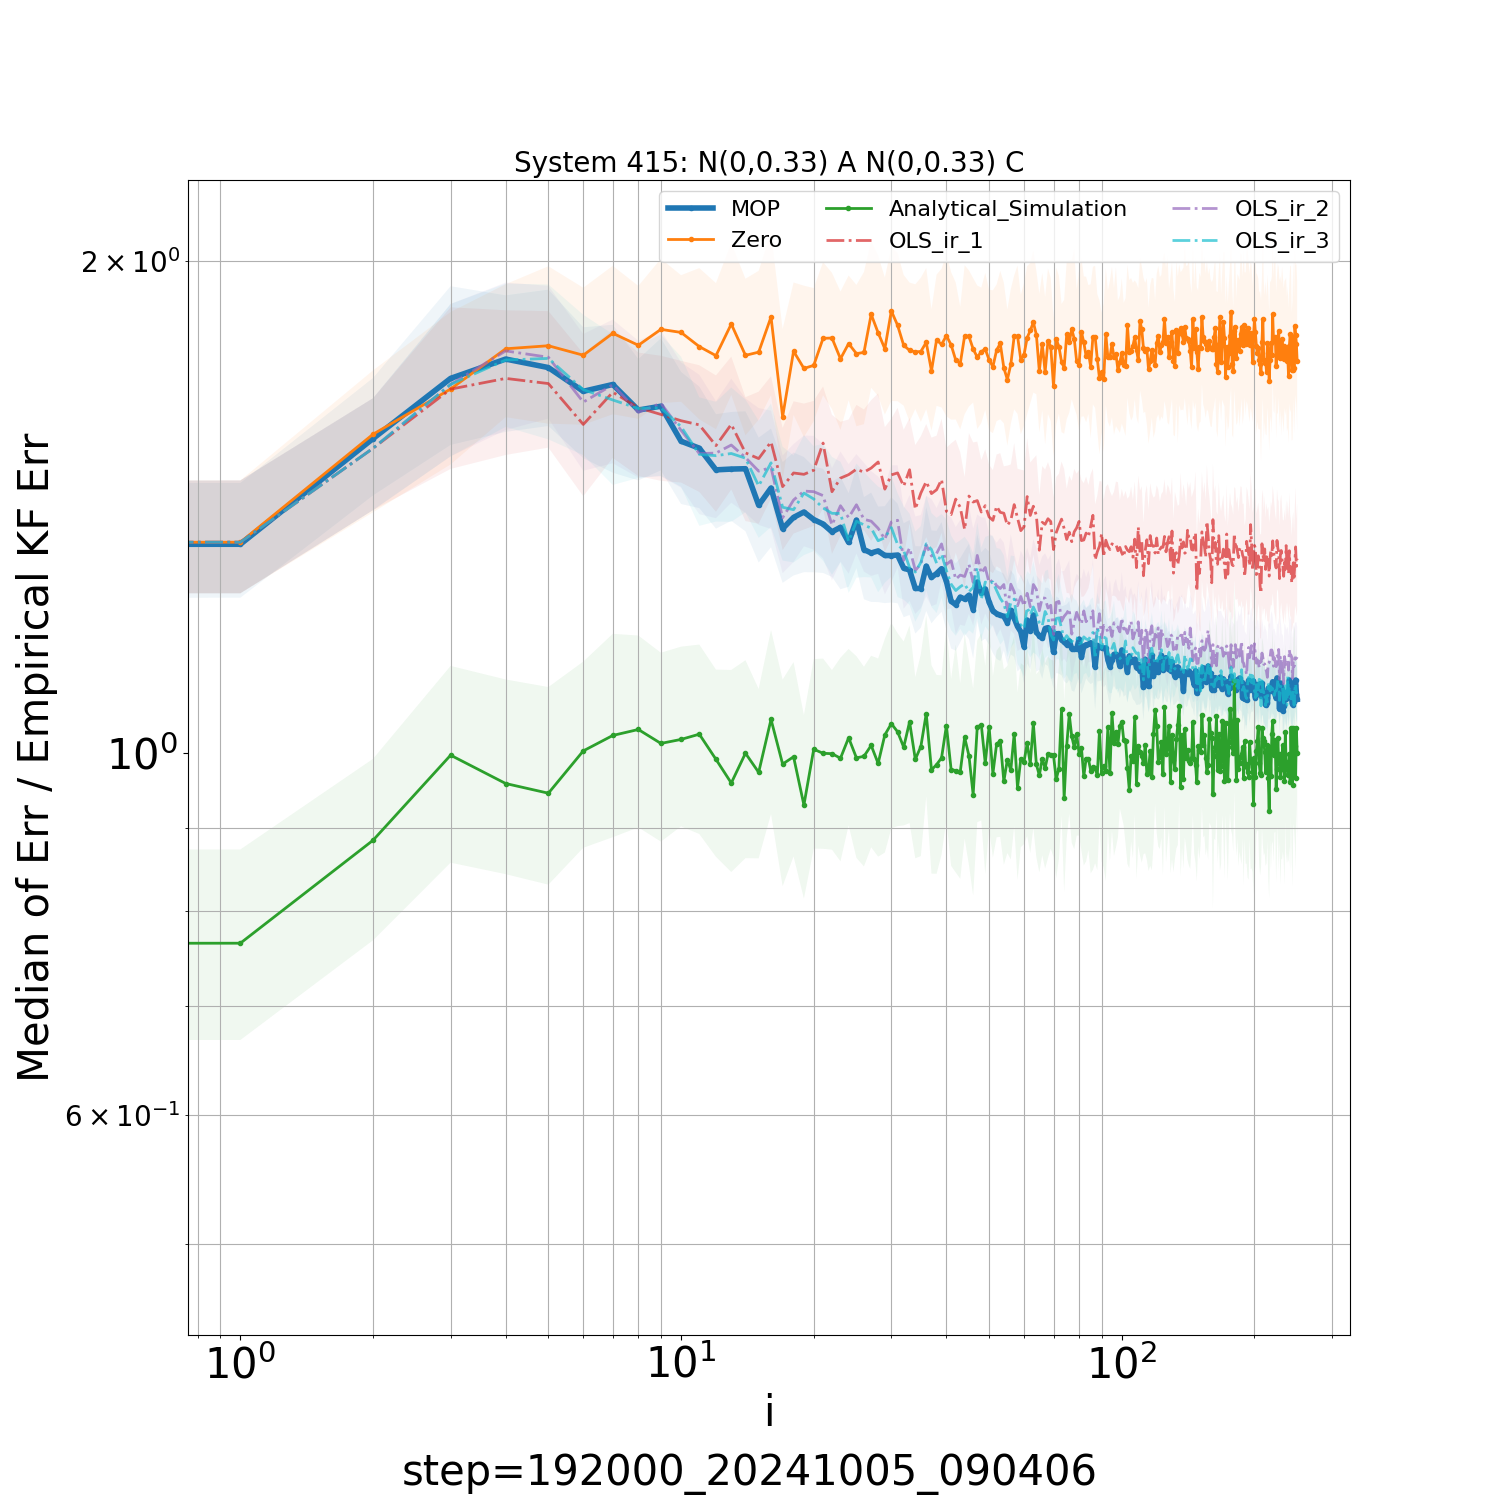 System 415: N(0,0.33) A N(0,0.33) C
MOP
Zero
Analytical_Simulation
OLS_ir_1
OLS_ir_2
OLS_ir_3
Median of Err / Empirical KF Err
2 × 10⁰
10⁰
6 × 10⁻¹
10⁰ 10¹ 10²
i
step=192000_20241005_090406